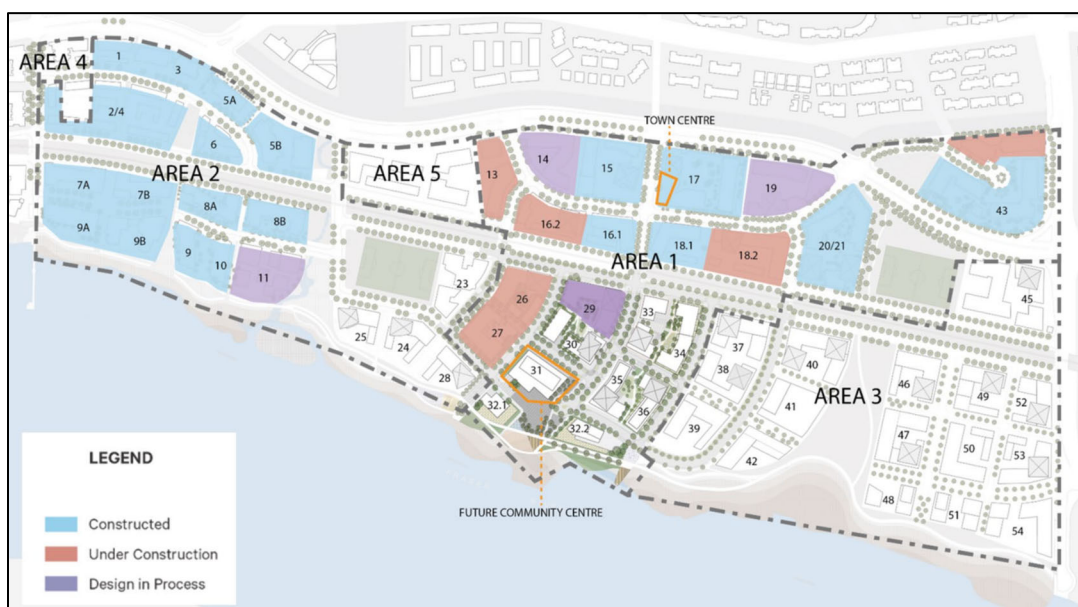 AREA 4
1
3
5A
2/4
6
5B
AREA 2
7A
7B
8A
8B
9A
9B
9
10
11
AREA 5
TOWN CENTRE
13
14
15
17
19
16.2
16.1
18.1
18.2
20/21
43
AREA 1
23
25
24
28
26
27
29
30
31
32.1
32.2
33
34
35
36
37
38
39
40
41
42
AREA 3
45
46
47
48
49
50
51
52
53
54
FUTURE COMMUNITY CENTRE
LEGEND
Constructed
Under Construction
Design in Process